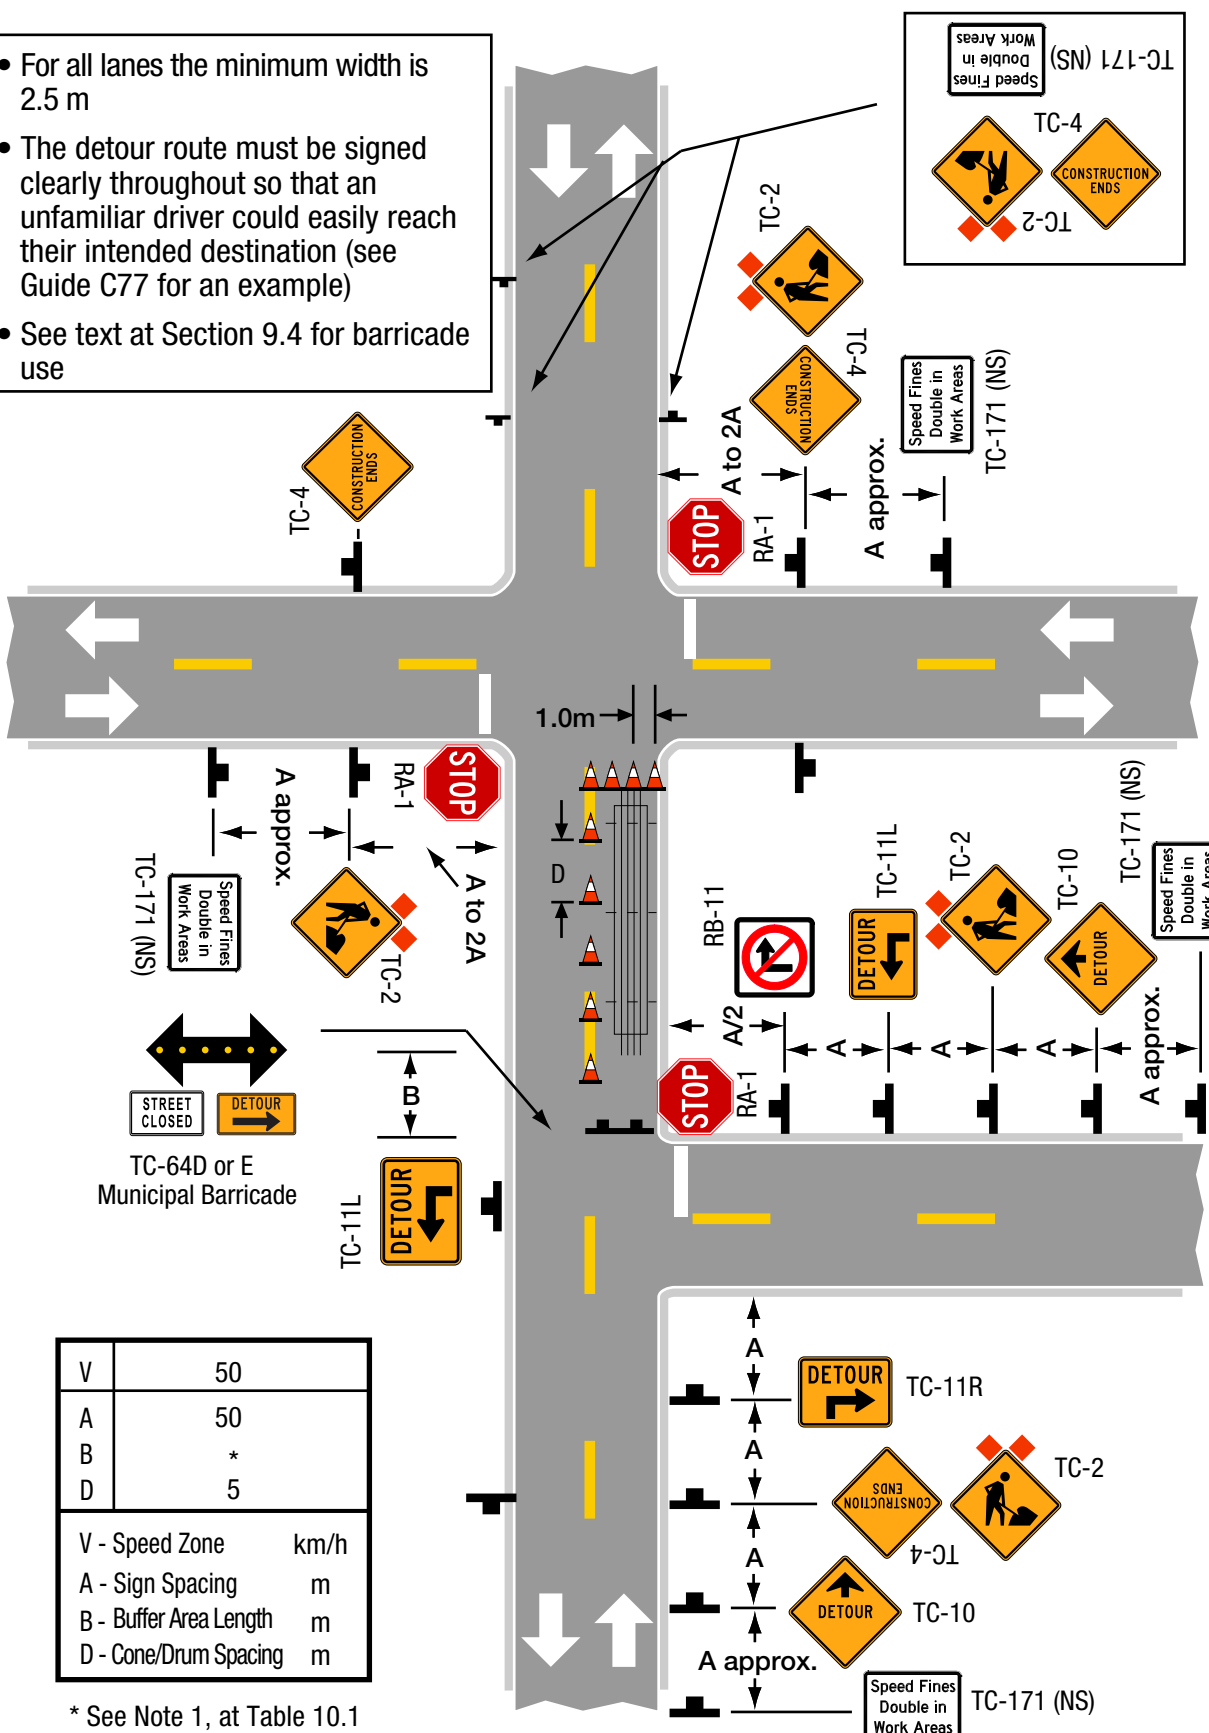 • For all lanes the minimum width is
2.5 m
• The detour route must be signed
clearly throughout so that an
unfamiliar driver could easily reach
their intended destination (see
Guide C77 for an example)
• See text at Section 9.4 for barricade
use
Speed Fines
Double in
Work Areas
TC-171 (NS)
TC-4
CONSTRUCTION
ENDS
TC-2
TC-2
TC-4
CONSTRUCTION
ENDS
Speed Fines
Double in
Work Areas
TC-171 (NS)
A to 2A
A approx.
STOP
RA-1
TC-4
CONSTRUCTION
ENDS
1.0m
D
STOP
RA-1
A approx.
A to 2A
TC-171 (NS)
Speed Fines
Double in
Work Areas
TC-2
RB-11
TC-11L
DETOUR
TC-2
TC-10
DETOUR
TC-171 (NS)
Speed Fines
Double in
Work Areas
A/2
A
A
A
A approx.
STOP
RA-1
STREET
CLOSED
DETOUR
TC-64D or E
Municipal Barricade
B
TC-11L
DETOUR
A
DETOUR
TC-11R
A
CONSTRUCTION
ENDS
TC-4
TC-2
A
DETOUR
TC-10
A approx.
Speed Fines
Double in
Work Areas
TC-171 (NS)
V 50
A 50
B *
D 5
V - Speed Zone km/h
A - Sign Spacing m
B - Buffer Area Length m
D - Cone/Drum Spacing m
* See Note 1, at Table 10.1